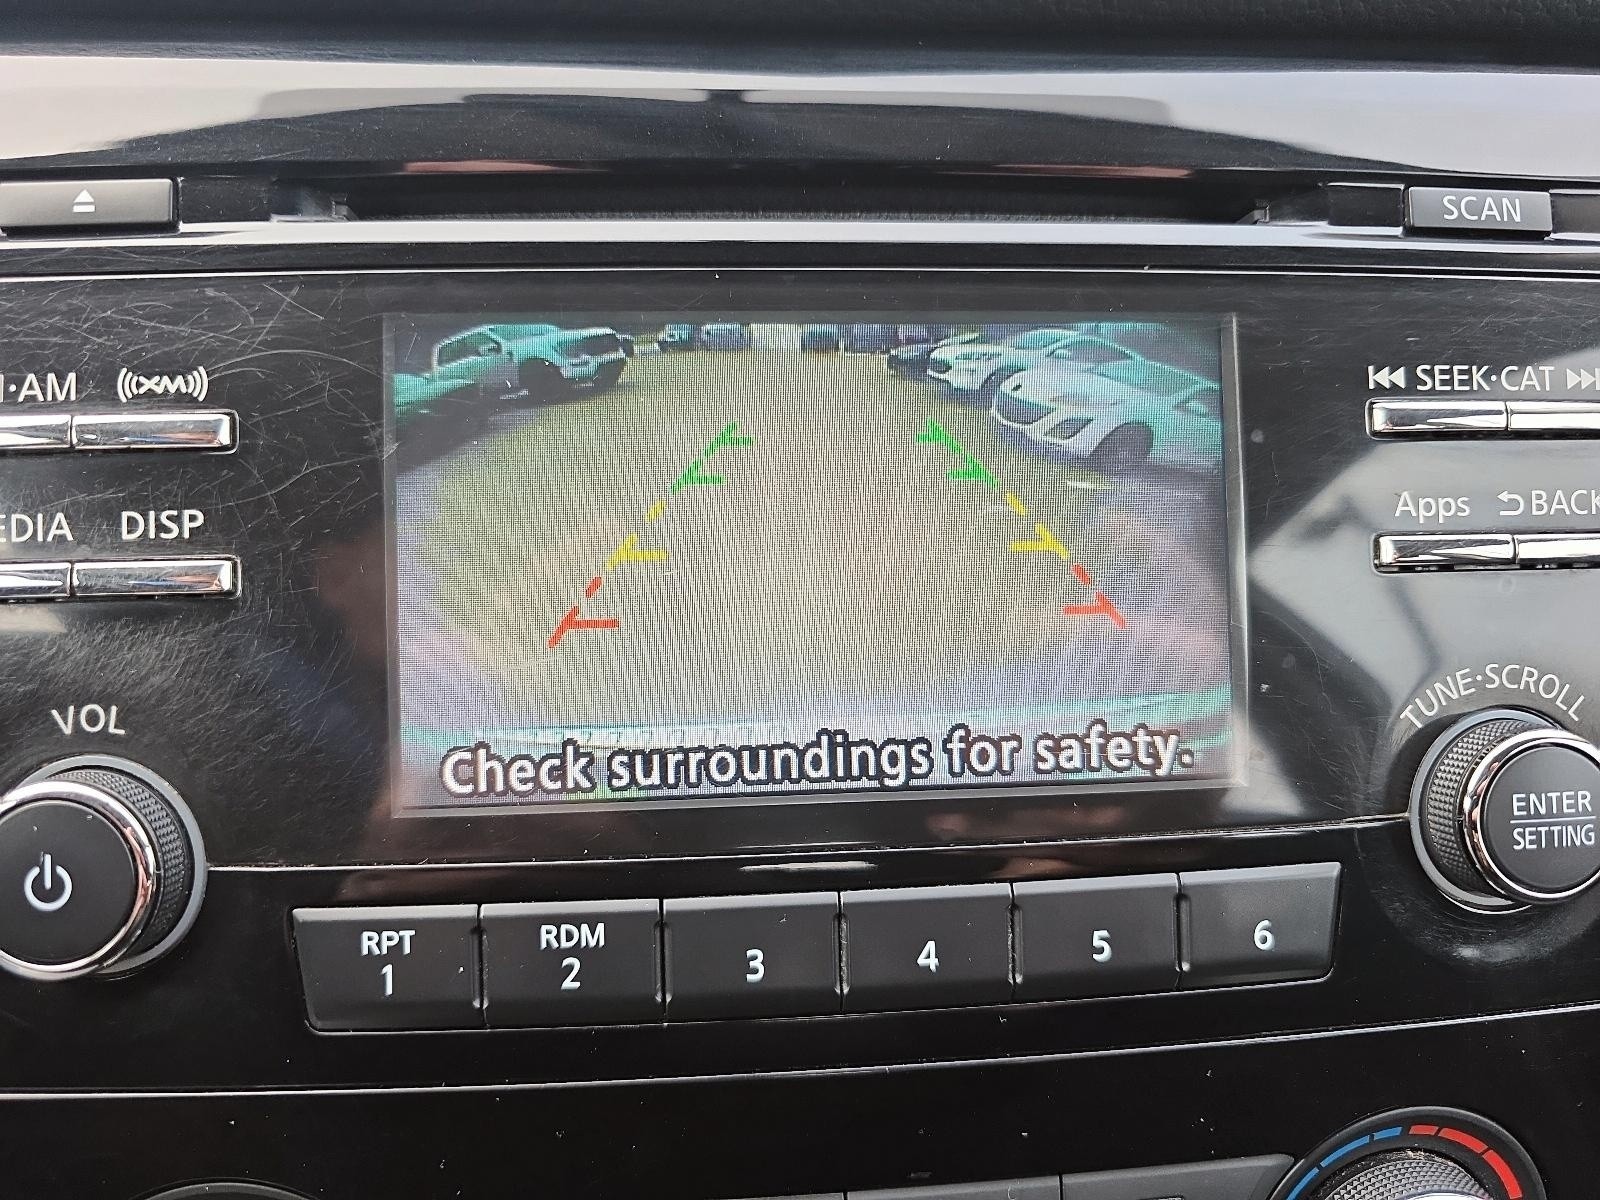 SCAN
·AM
XM
SEEK·CAT
DISP
Apps
BACK
VOL
TUNE·SCROLL
Check surroundings for safety.
ENTER
SETTING
RPT
1
RDM
2
3
4
5
6